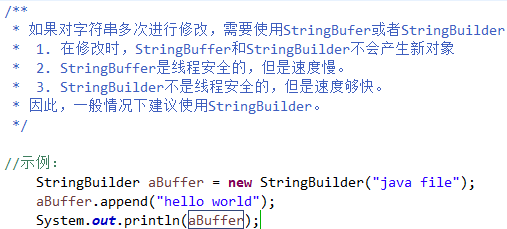 /**
* 如果对字符串多次进行修改，需要使用StringBufer或者StringBuilder
* 1. 在修改时，StringBuffer和StringBuilder不会产生新对象
* 2. StringBuffer是线程安全的，但是速度慢。
* 3. StringBuilder不是线程安全的，但是速度够快。
* 因此，一般情况下建议使用StringBuilder。
*/
//示例：
StringBuilder aBuffer = new StringBuilder("java file");
aBuffer.append("hello world");
System.out.println(aBuffer);